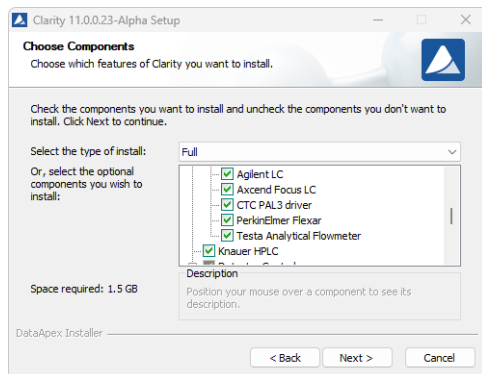 Clarity 11.0.0.23-Alpha Setup
Choose Components
Choose which features of Clarity you want to install.
Check the components you want to install and uncheck the components you don't want to
install. Click Next to continue.
Select the type of install:
Full
Or, select the optional
components you wish to
install:
Agilent LC
Axcend Focus LC
CTC PAL3 driver
PerkinElmer Flexar
Testa Analytical Flowmeter
Knauer HPLC
Description
Position your mouse over a component to see its
description.
Space required: 1.5 GB
DataApex Installer
< Back
Next >
Cancel